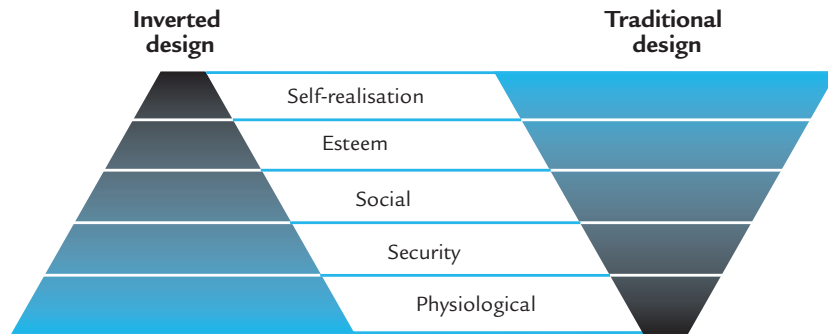 Inverted
design
Traditional
design
Self-realisation
Esteem
Social
Security
Physiological